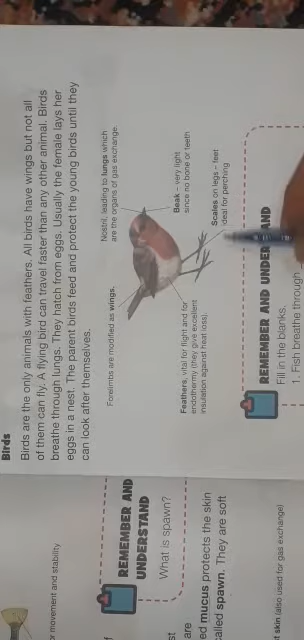 Birds
Birds are the only animals with feathers. All birds have wings but not all
of them can fly. A flying bird can travel faster than any other animal. Birds
breathe through lungs. They hatch from eggs. Usually the female lays her
eggs in a nest. The parent birds feed and protect the young birds until they
can look after themselves.
Nostril, leading to lungs which
are the organs of gas exchange.
Forelimbs are modified as wings.
Beak – very light
since no bone or teeth
Scales on legs – feet
ideal for perching
Feathers, vital for flight and for
endothermy (they give excellent
insulation against heat loss).
REMEMBER AND UNDER AND
Fill in the blanks.
1. Fish breathe through
r movement and stability
REMEMBER AND
UNDERSTAND
What is spawn?
st
are
ed mucus protects the skin
called spawn. They are soft
t skin (also used for gas exchange)